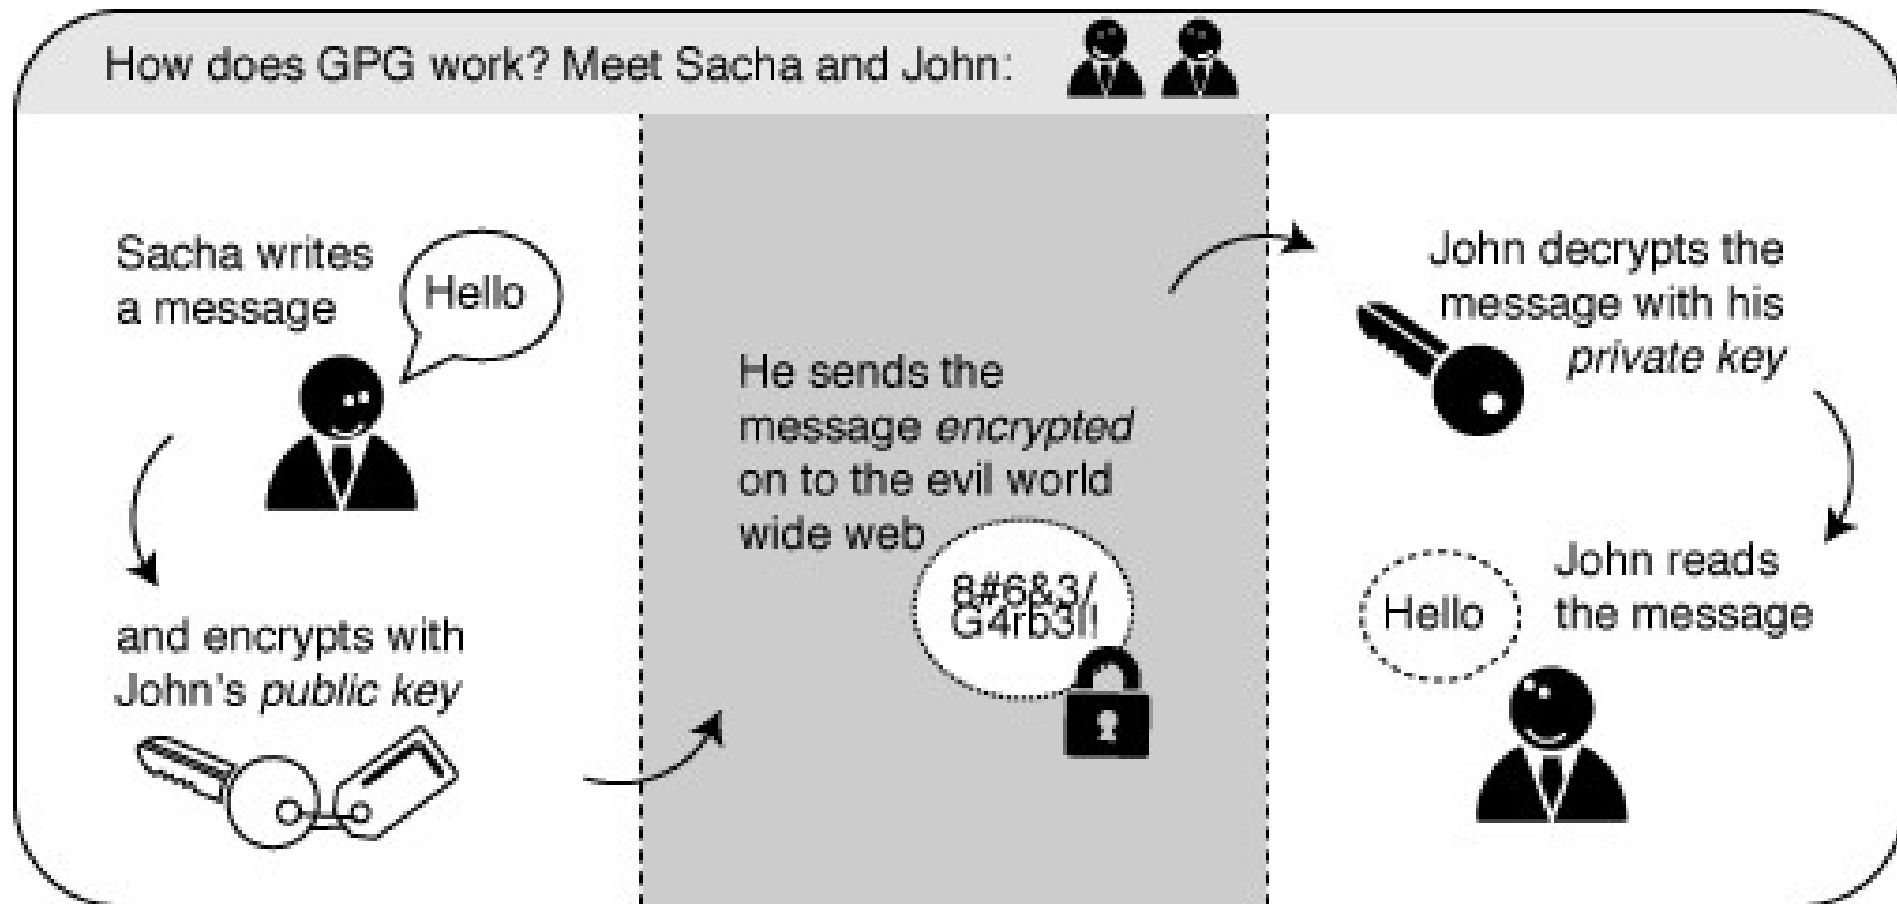 How does GPG work? Meet Sacha and John:
Sacha writes
a message
Hello
and encrypts with
John's public key
He sends the
message encrypted
on to the evil world
wide web
8#6&3/
G4rb3l!
John decrypts the
message with his
private key
John reads
the message
Hello